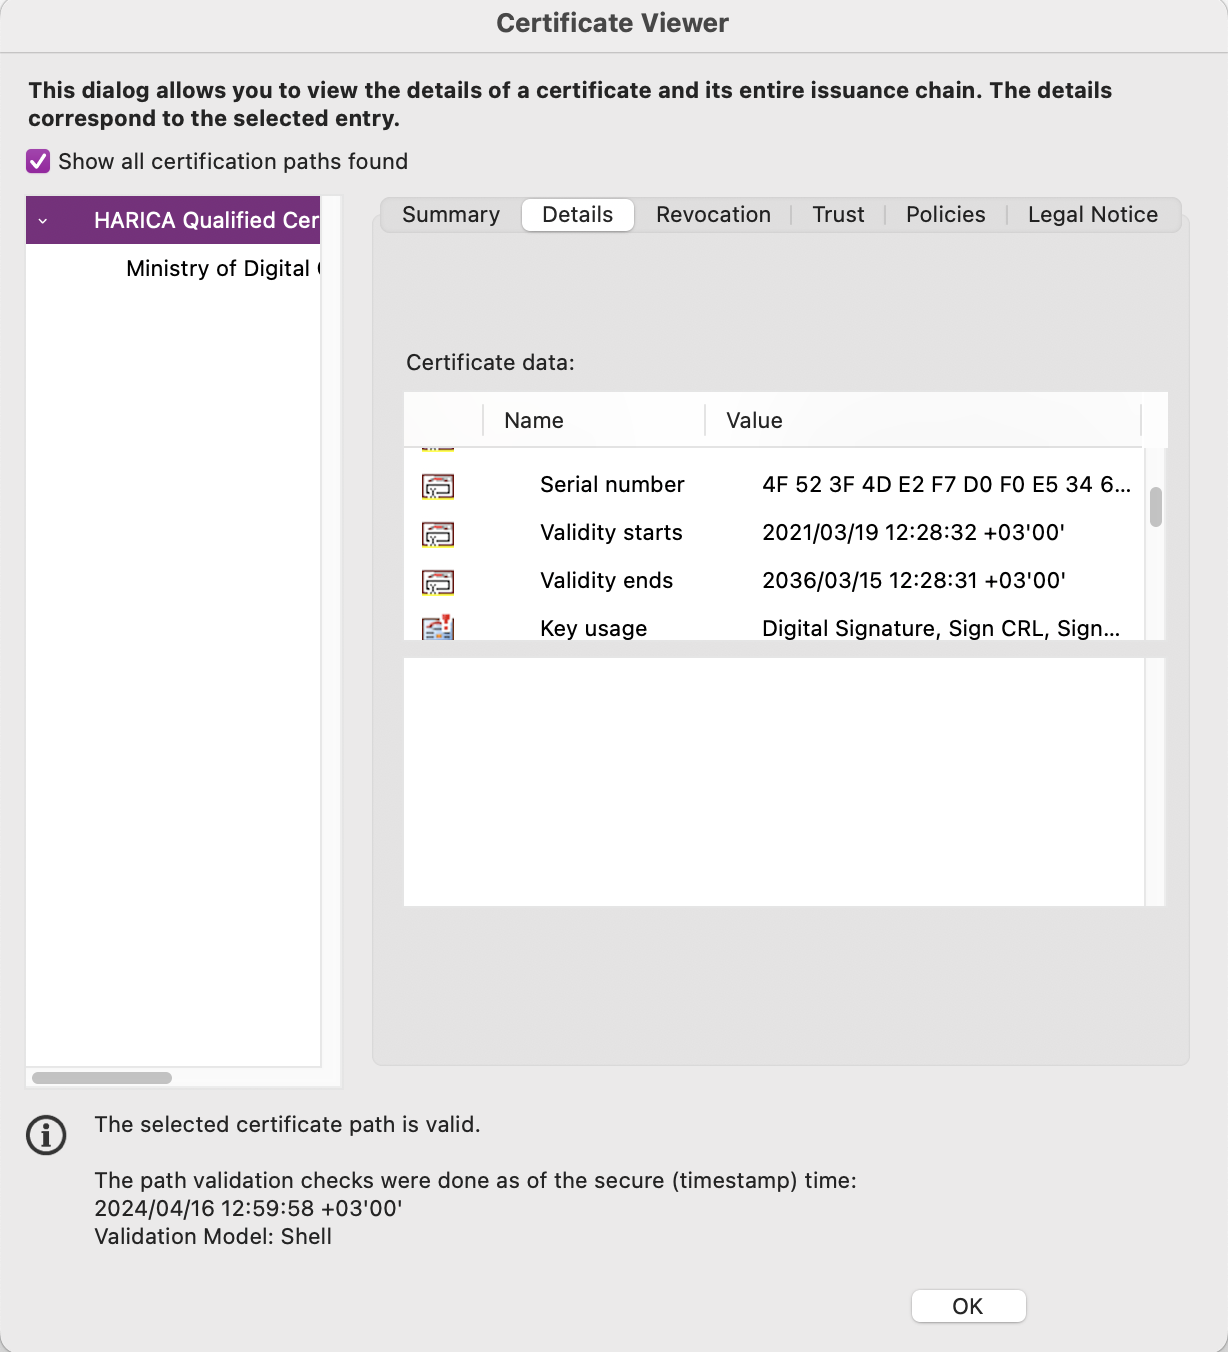 Certificate Viewer
This dialog allows you to view the details of a certificate and its entire issuance chain. The details
correspond to the selected entry.
Show all certification paths found
HARICA Qualified Cer
Ministry of Digital
Summary Details Revocation Trust Policies Legal Notice
Certificate data:
Name Value
Serial number 4F 52 3F 4D E2 F7 D0 F0 E5 34 6...
Validity starts 2021/03/19 12:28:32 +03'00'
Validity ends 2036/03/15 12:28:31 +03'00'
Key usage Digital Signature, Sign CRL, Sign...
The selected certificate path is valid.
The path validation checks were done as of the secure (timestamp) time:
2024/04/16 12:59:58 +03'00'
Validation Model: Shell
OK